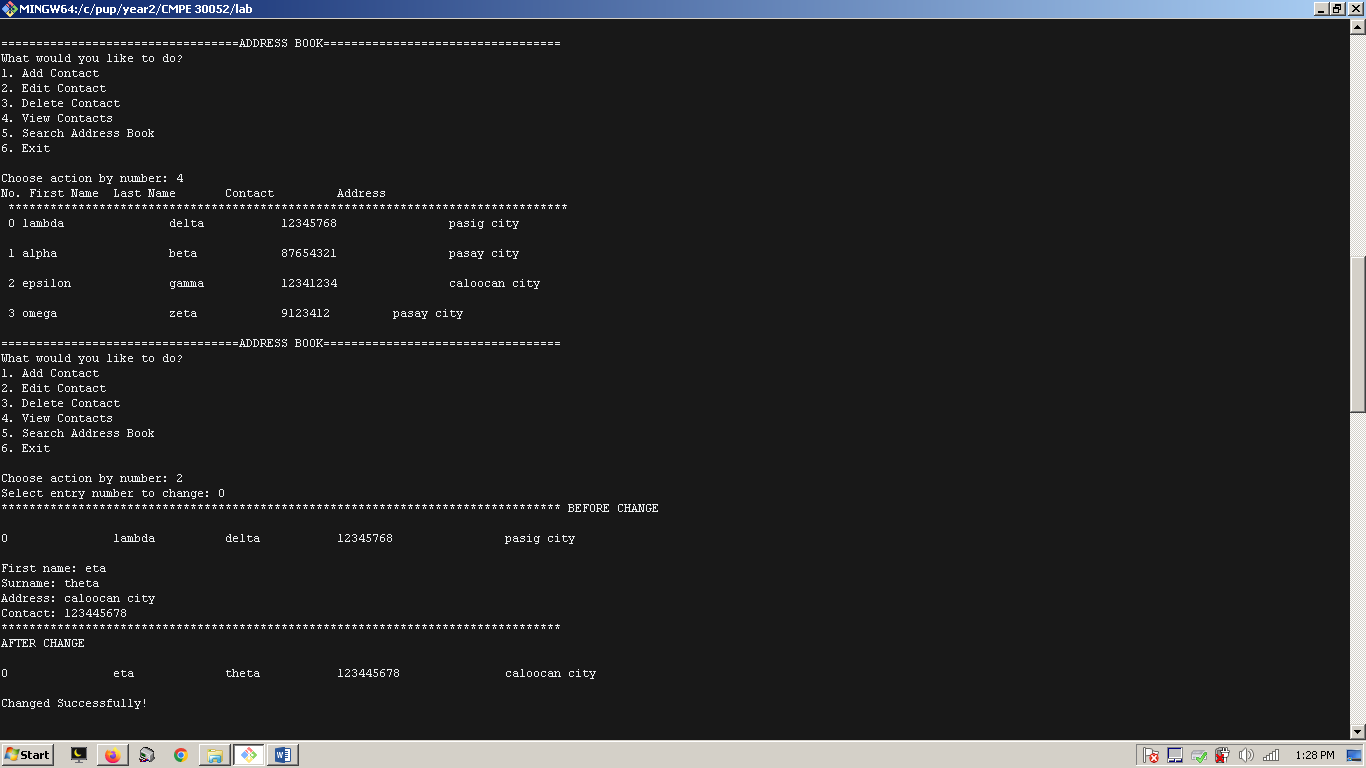 MINGW64:/c/pup/year2/CMPE 30052/lab
==================================ADDRESS BOOK==================================
What would you like to do?
1. Add Contact
2. Edit Contact
3. Delete Contact
4. View Contacts
5. Search Address Book
6. Exit
Choose action by number: 4
No. First Name  Last Name       Contact         Address
********************************************************************************
0 lambda               delta           12345768                pasig city
1 alpha                beta            87654321                pasay city
2 epsilon              gamma           12341234                caloocan city
3 omega                zeta            9123412         pasay city
==================================ADDRESS BOOK==================================
What would you like to do?
1. Add Contact
2. Edit Contact
3. Delete Contact
4. View Contacts
5. Search Address Book
6. Exit
Choose action by number: 2
Select entry number to change: 0
******************************************************************************** BEFORE CHANGE
0               lambda          delta           12345768                pasig city
First name: eta
Surname: theta
Address: caloocan city
Contact: 123445678
********************************************************************************
AFTER CHANGE
0               eta             theta           123445678               caloocan city
Changed Successfully!
Start
1:28 PM